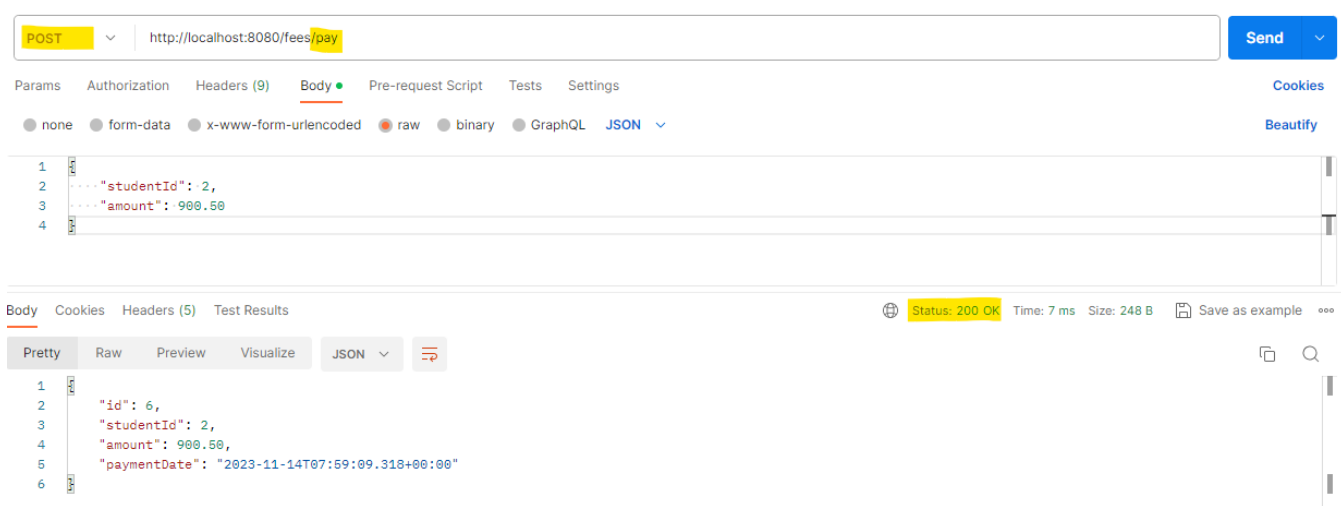 POST http://localhost:8080/fees/pay Send
Params Authorization Headers (9) Body Pre-request Script Tests Settings Cookies
none form-data x-www-form-urlencoded raw binary GraphQL JSON Beautify
1 {
2 "studentId": 2,
3 "amount": 900.50
4 }
Body Cookies Headers (5) Test Results Status: 200 OK Time: 7 ms Size: 248 B Save as example
Pretty Raw Preview Visualize JSON
1 {
2 "id": 6,
3 "studentId": 2,
4 "amount": 900.50,
5 "paymentDate": "2023-11-14T07:59:09.318+00:00"
6 }